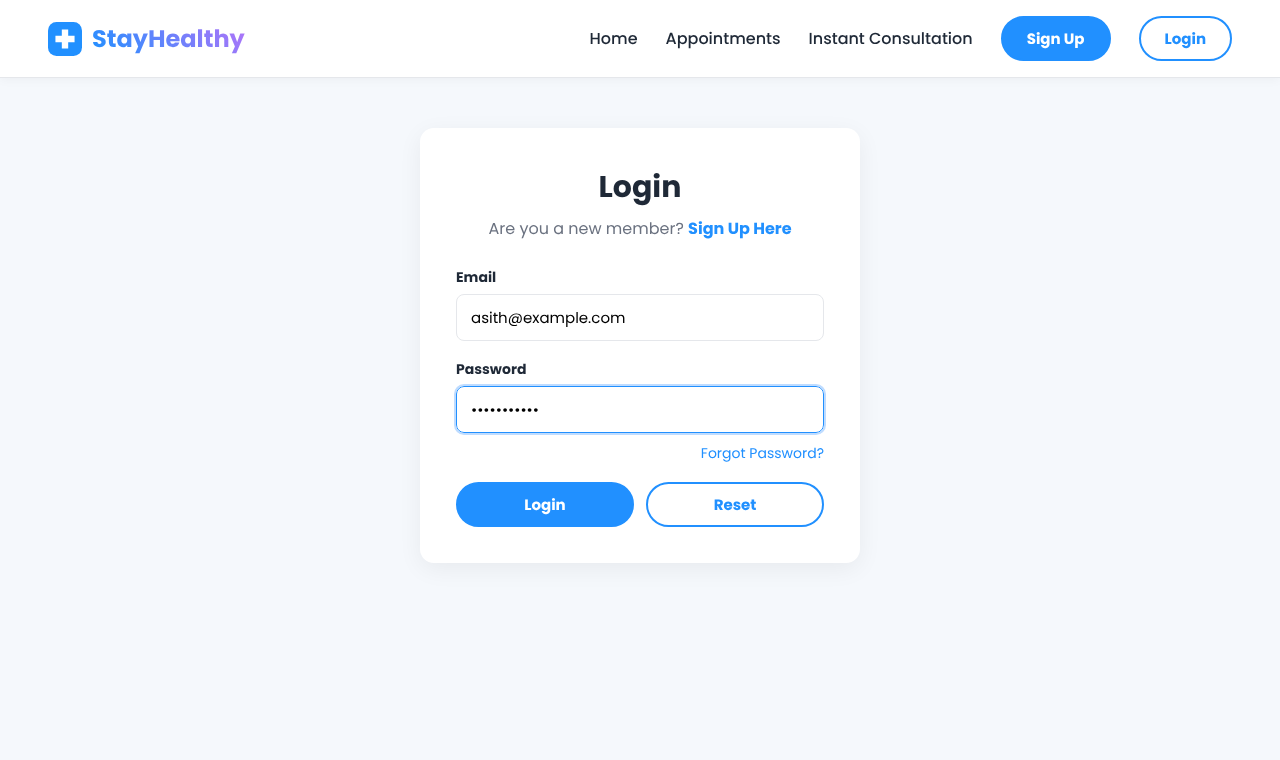 StayHealthy
Home
Appointments
Instant Consultation
Sign Up
Login
Login
Are you a new member? Sign Up Here
Email
asith@example.com
Password
•••••••••••
Forgot Password?
Login
Reset